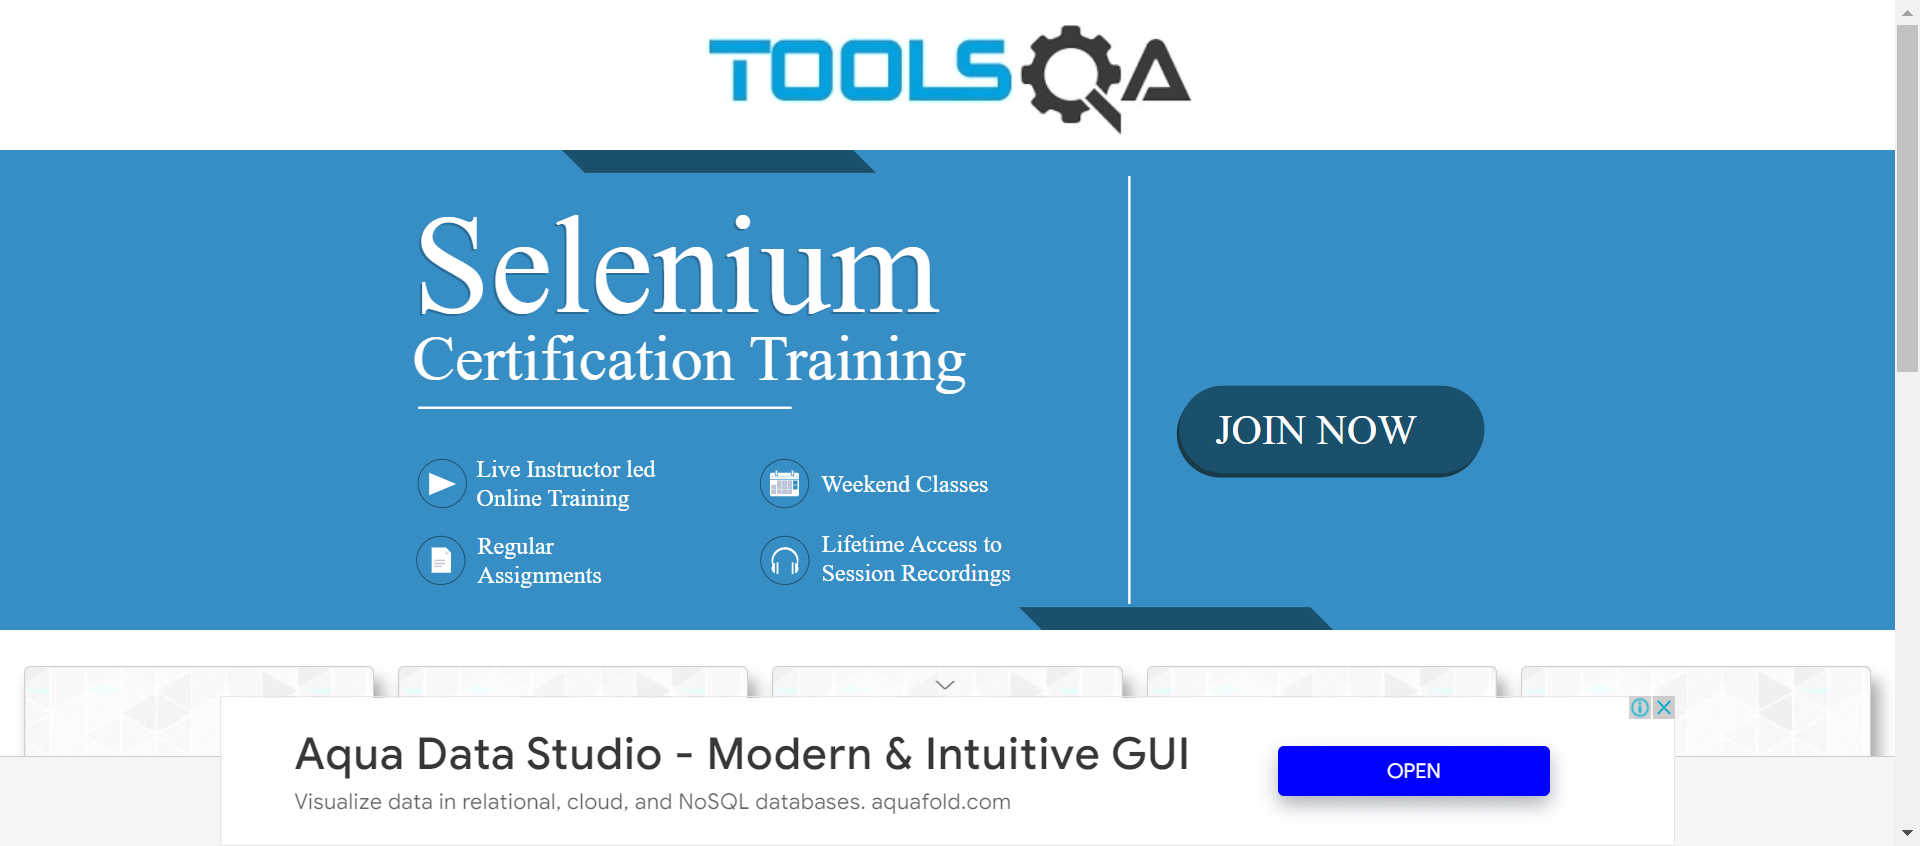 TOOLSQA
Selenium
Certification Training
Live Instructor led
Online Training
Weekend Classes
Regular
Assignments
Lifetime Access to
Session Recordings
JOIN NOW
Aqua Data Studio - Modern & Intuitive GUI
Visualize data in relational, cloud, and NoSQL databases. aquafold.com
OPEN